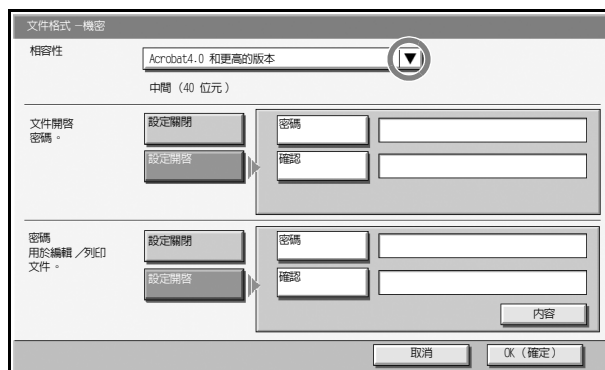 文件格式 －機密
相容性
Acrobat4.0 和更高的版本
▼
中間（40 位元）
文件開啓
密碼。
設定關閉
密碼
設定開啓
確認
密碼
用於編輯 ／列印
文件。
設定關閉
密碼
設定開啓
確認
內容
取消
OK（確定）